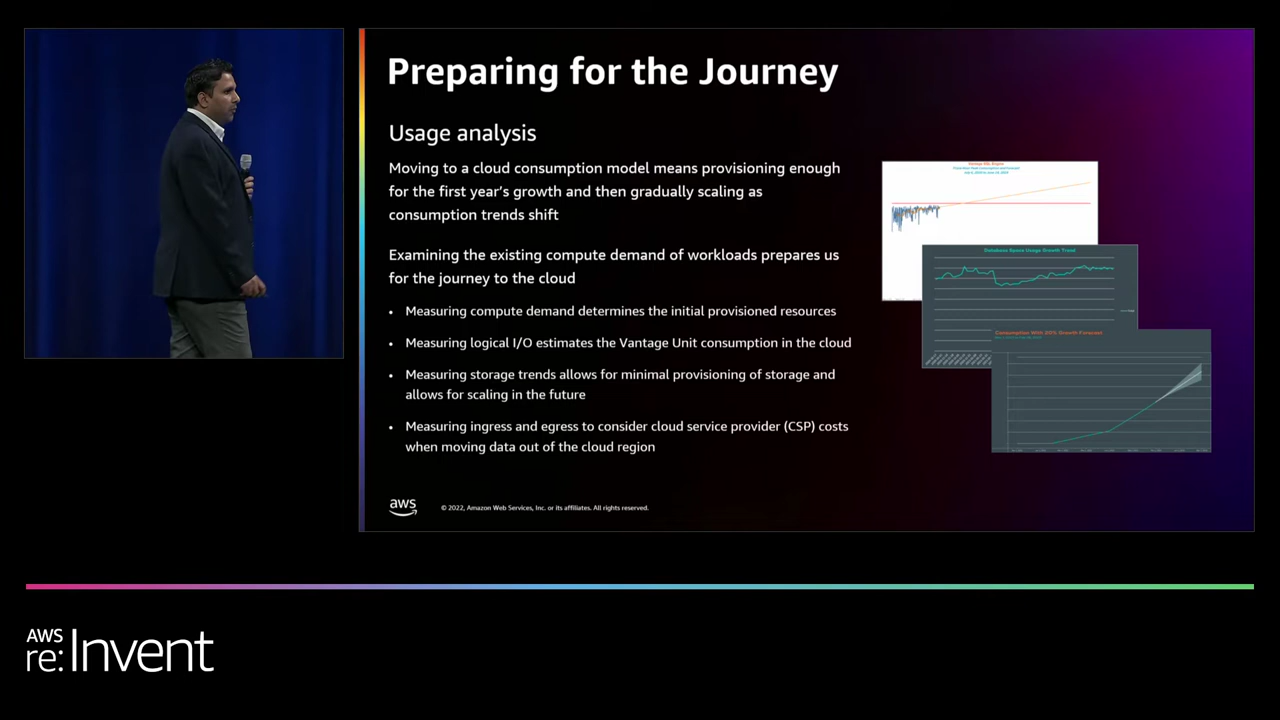 Preparing for the Journey
Usage analysis
Moving to a cloud consumption model means provisioning enough
for the first year's growth and then gradually scaling as
consumption trends shift
Examining the existing compute demand of workloads prepares us
for the journey to the cloud
• Measuring compute demand determines the initial provisioned resources
• Measuring logical I/O estimates the Vantage Unit consumption in the cloud
• Measuring storage trends allows for minimal provisioning of storage and
allows for scaling in the future
• Measuring ingress and egress to consider cloud service provider (CSP) costs
when moving data out of the cloud region
Database Space Usage Growth Trend
Consumption With 20% Growth Forecast
aws
© 2022, Amazon Web Services, Inc. or its affiliates. All rights reserved.
AWS
re:Invent